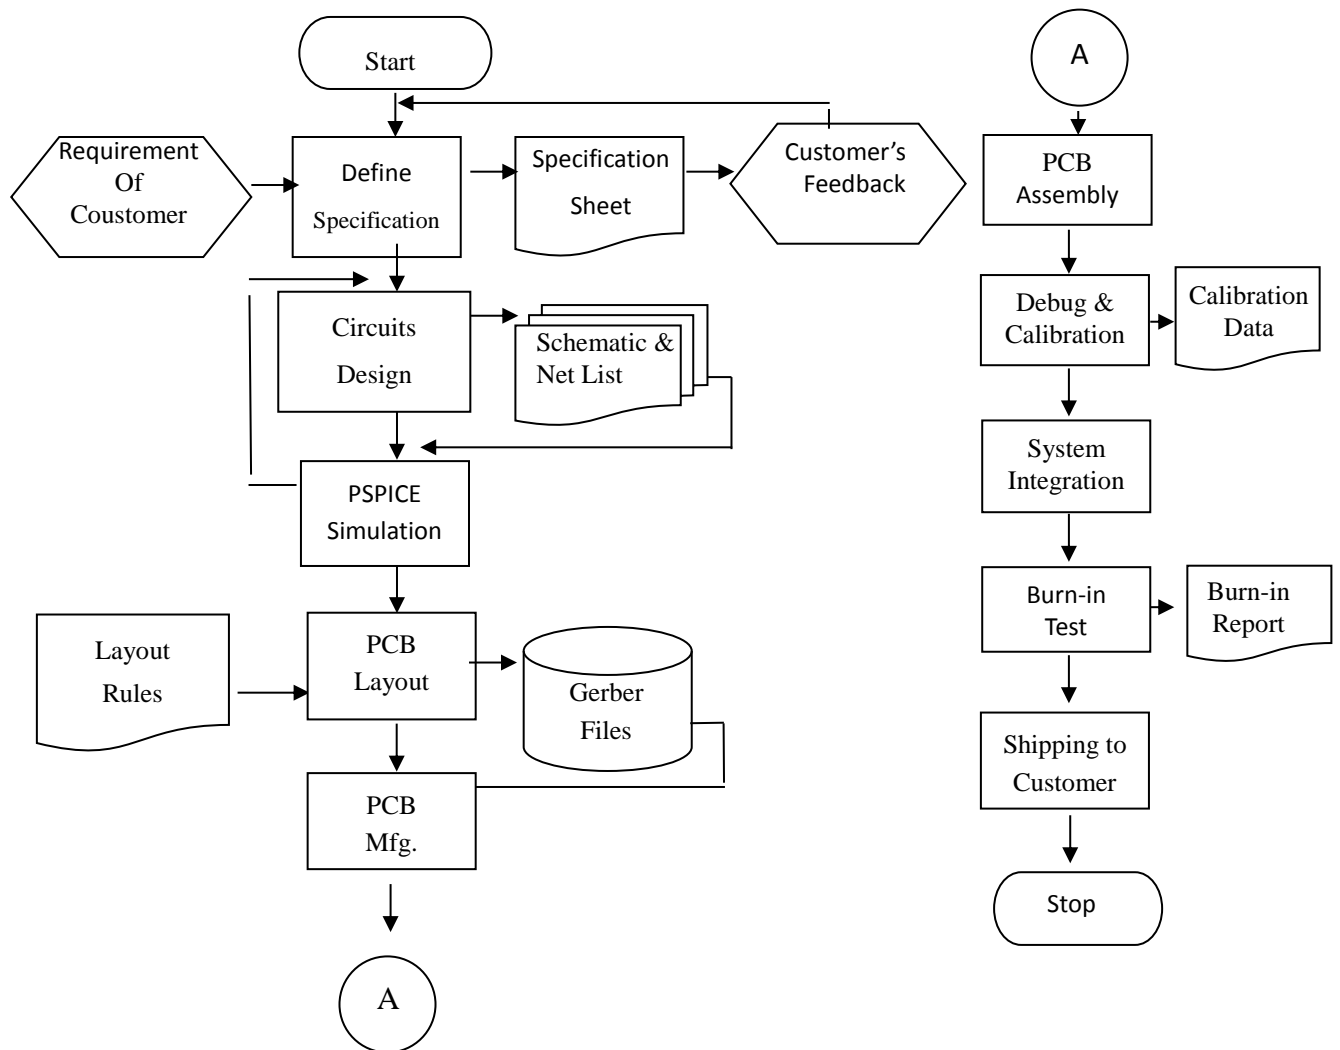 Start
Requirement
Of
Coustomer
Define
Specification
Specification
Sheet
Customer's
Feedback
Circuits
Design
Schematic &
Net List
PSPICE
Simulation
Layout
Rules
PCB
Layout
Gerber
Files
PCB
Mfg.
A
A
PCB
Assembly
Debug &
Calibration
Calibration
Data
System
Integration
Burn-in
Test
Burn-in
Report
Shipping to
Customer
Stop